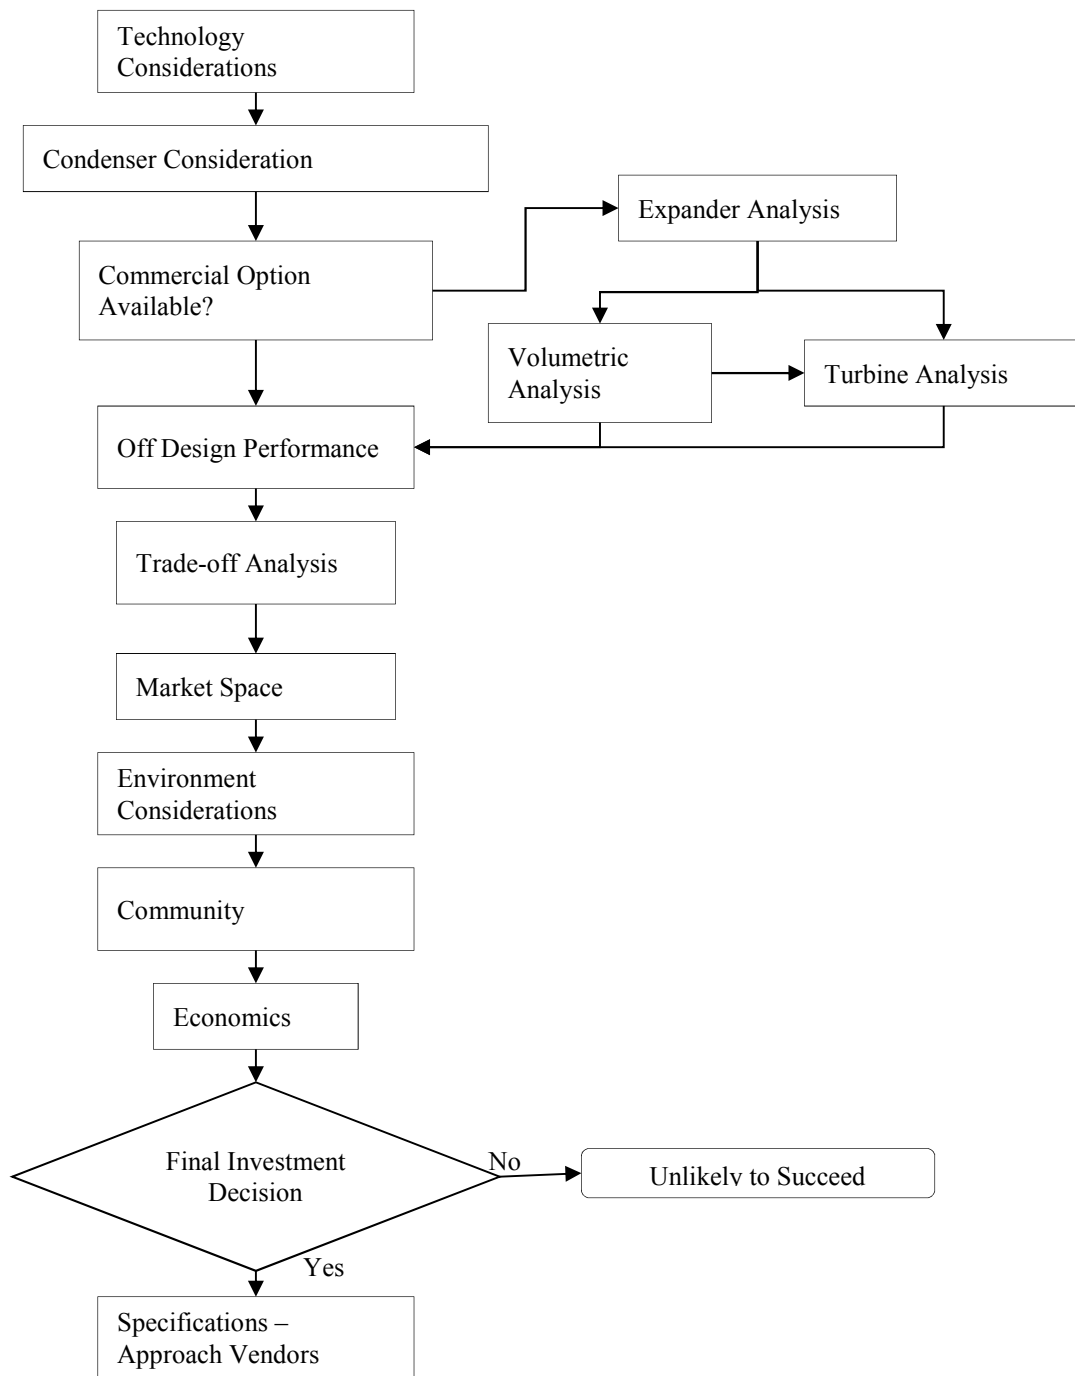 Technology
Considerations
Condenser Consideration
Expander Analysis
Commercial Option
Available?
Volumetric
Analysis
Turbine Analysis
Off Design Performance
Trade-off Analysis
Market Space
Environment
Considerations
Community
Economics
Final Investment
Decision
No
Unlikely to Succeed
Yes
Specifications –
Approach Vendors